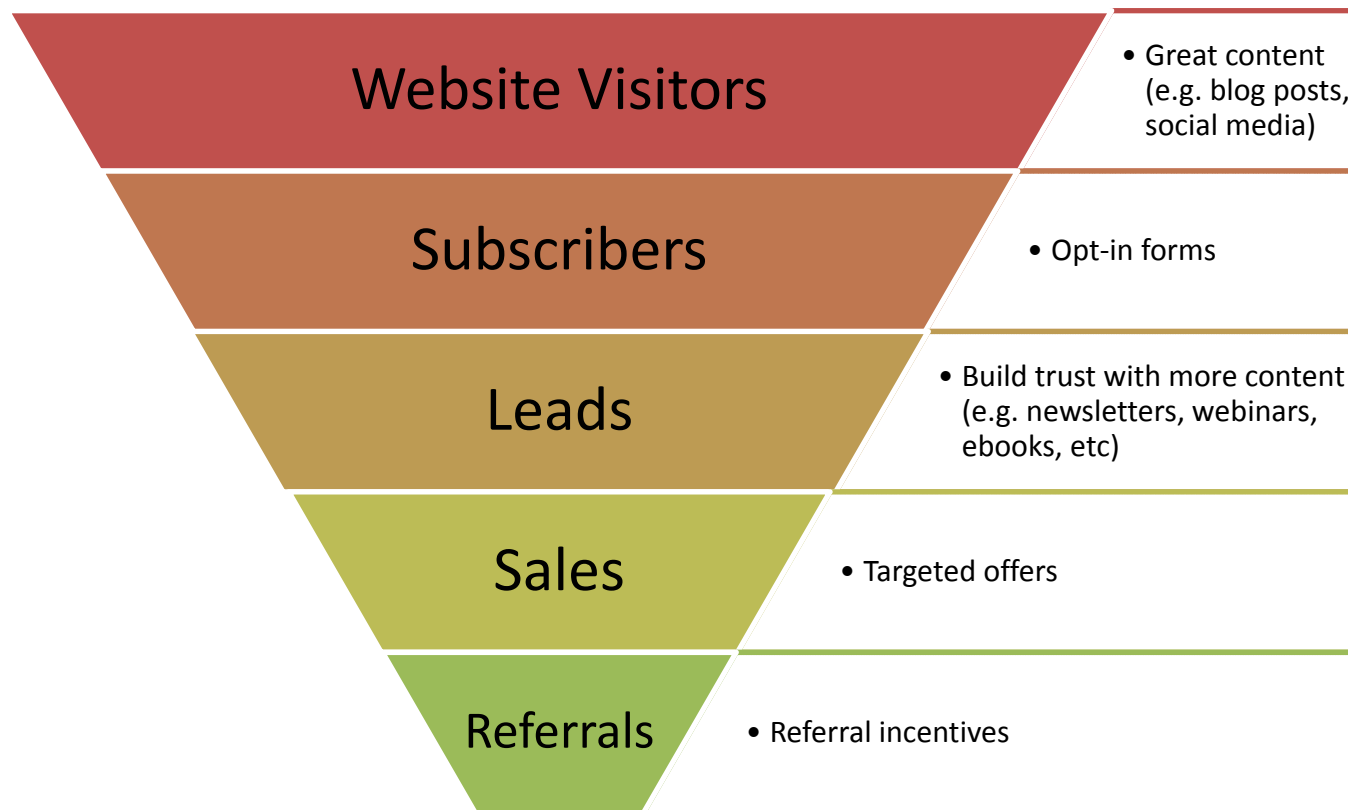 Website Visitors
• Great content
(e.g. blog posts,
social media)
Subscribers
• Opt-in forms
Leads
• Build trust with more content
(e.g. newsletters, webinars,
ebooks, etc)
Sales
• Targeted offers
Referrals
• Referral incentives